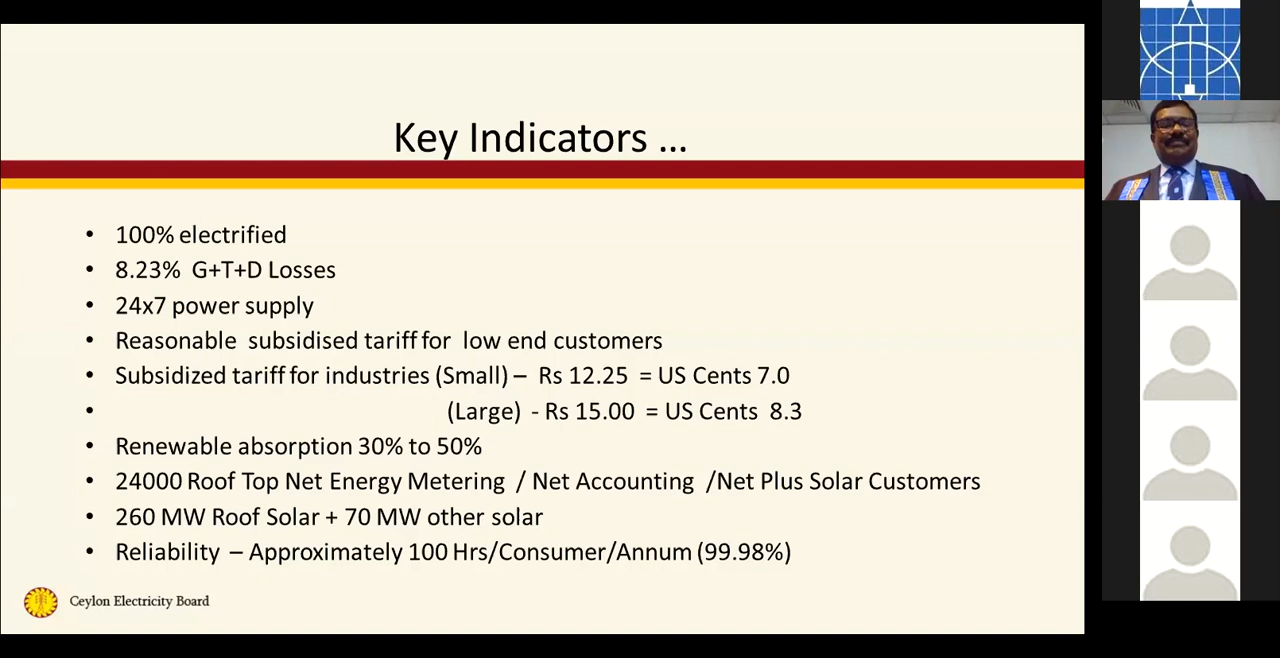 Key Indicators ...
• 100% electrified
• 8.23% G+T+D Losses
• 24x7 power supply
• Reasonable subsidised tariff for low end customers
• Subsidized tariff for industries (Small) – Rs 12.25 = US Cents 7.0
• (Large) - Rs 15.00 = US Cents 8.3
• Renewable absorption 30% to 50%
• 24000 Roof Top Net Energy Metering / Net Accounting /Net Plus Solar Customers
• 260 MW Roof Solar + 70 MW other solar
• Reliability – Approximately 100 Hrs/Consumer/Annum (99.98%)
Ceylon Electricity Board